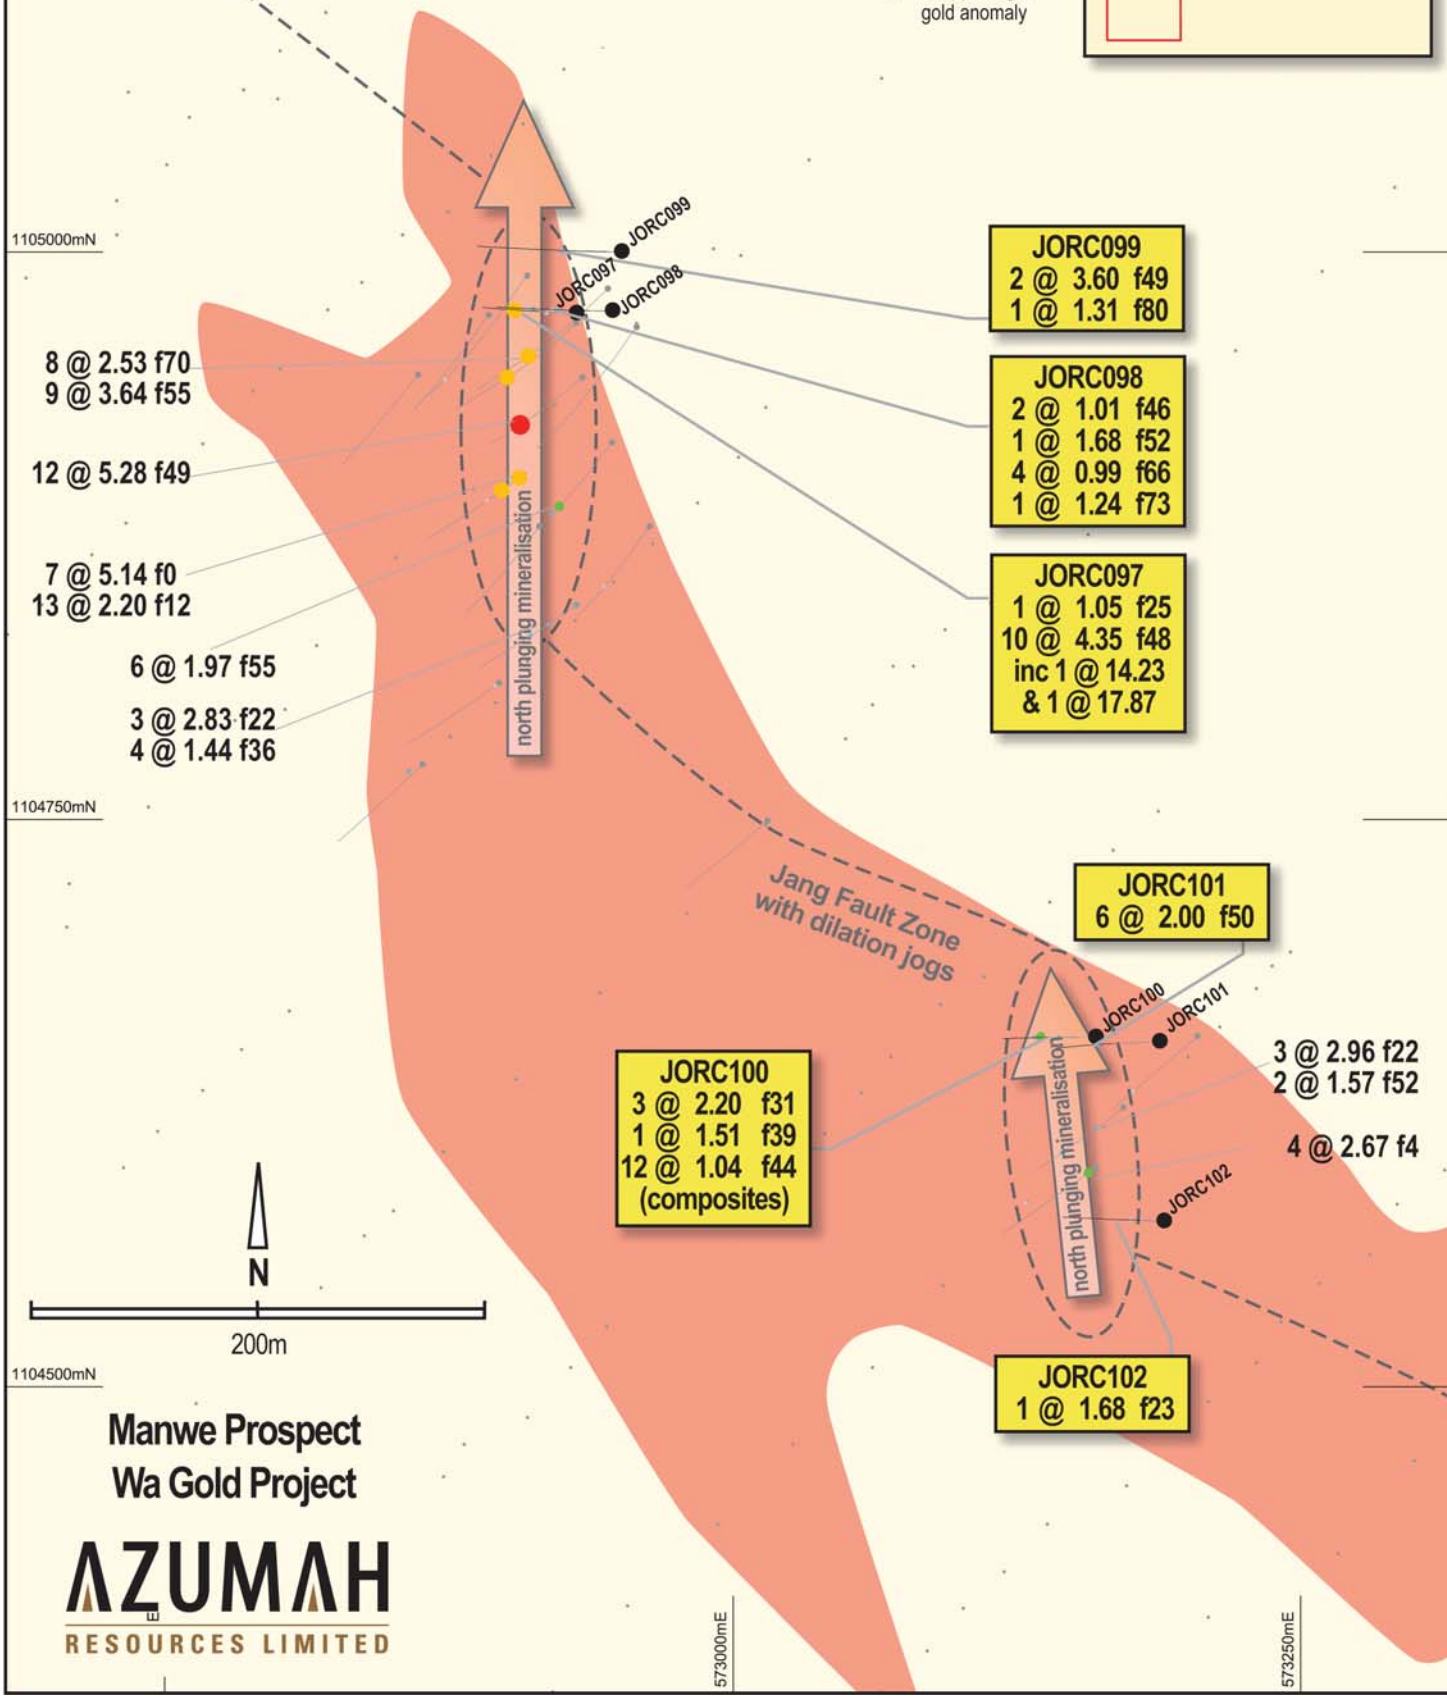 gold anomaly
JORC099
1105000mN
JORC097
JORC098
JORC099
2 @ 3.60 f49
1 @ 1.31 f80
8 @ 2.53 f70
9 @ 3.64 f55
JORC098
2 @ 1.01 f46
1 @ 1.68 f52
4 @ 0.99 f66
1 @ 1.24 f73
12 @ 5.28 f49
7 @ 5.14 f0
13 @ 2.20 f12
JORC097
1 @ 1.05 f25
10 @ 4.35 f48
inc 1 @ 14.23
& 1 @ 17.87
6 @ 1.97 f55
3 @ 2.83 f22
4 @ 1.44 f36
north plunging mineralisation
1104750mN
Jang Fault Zone
with dilation jogs
JORC101
6 @ 2.00 f50
JORC100
JORC101
3 @ 2.96 f22
2 @ 1.57 f52
JORC100
3 @ 2.20 f31
1 @ 1.51 f39
12 @ 1.04 f44
(composites)
4 @ 2.67 f4
JORC102
north plunging mineralisation
N
200m
1104500mN
JORC102
1 @ 1.68 f23
Manwe Prospect
Wa Gold Project
AZUMAH
E
RESOURCES LIMITED
573000mE
573250mE